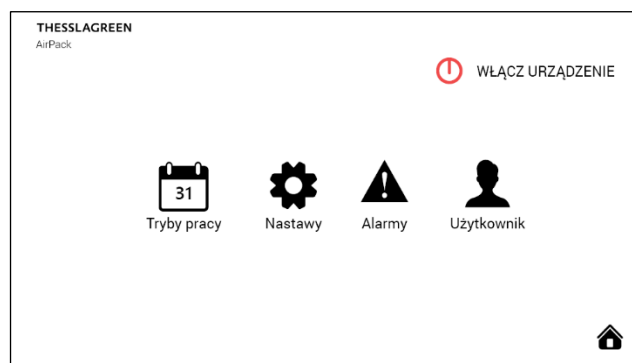 THESSLAGREEN
AirPack
WŁĄCZ URZĄDZENIE
31
Tryby pracy
Nastawy
Alarmy
Użytkownik